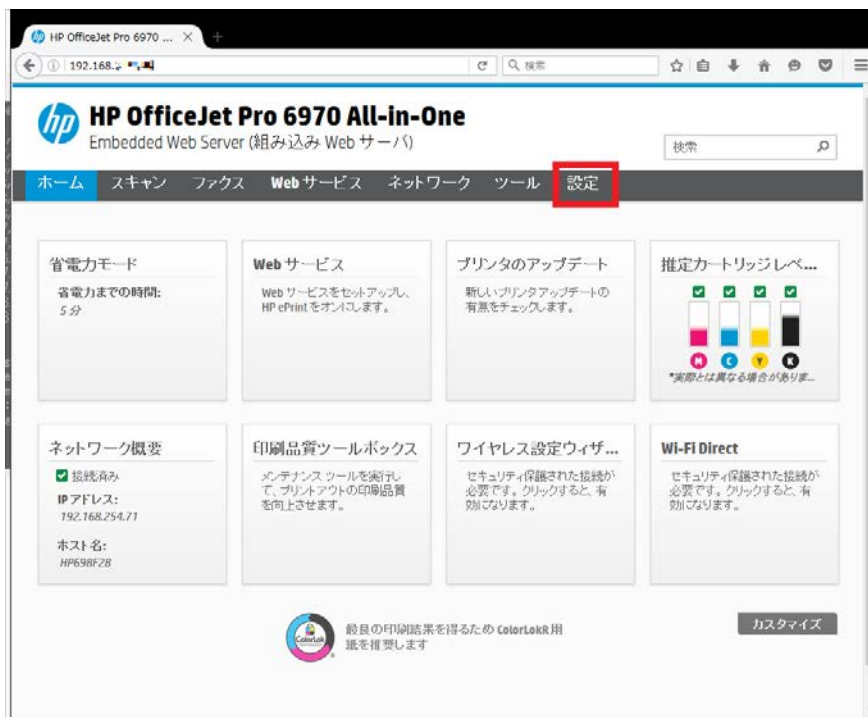 HP OfficeJet Pro 6970 ...
192.168.
検索
hp
HP OfficeJet Pro 6970 All-in-One
Embedded Web Server (組み込み Web サーバ)
検索
ホーム スキャン ファクス Web サービス ネットワーク ツール 設定
省電力モード
省電力までの時間:
5 分
Web サービス
Web サービスをセットアップし、
HP ePrint をオンにします。
プリンタのアップデート
新しいプリンタアップデートの
有無をチェックします。
推定カートリッジレベ...
M C Y K
*実際とは異なる場合がありま...
ネットワーク概要
接続済み
IP アドレス:
192.168.254.71
ホスト名:
HP698F2B
印刷品質ツールボックス
メンテナンス ツールを実行し
て、プリントアウトの印刷品質
を向上させます。
ワイヤレス設定ウィザ...
セキュリティ保護された接続が
必要です。クリックすると、有
効になります。
Wi-Fi Direct
セキュリティ保護された接続が
必要です。クリックすると、有
効になります。
ColorLok
最良の印刷結果を得るため ColorLokR 用
紙を推奨します
カスタマイズ